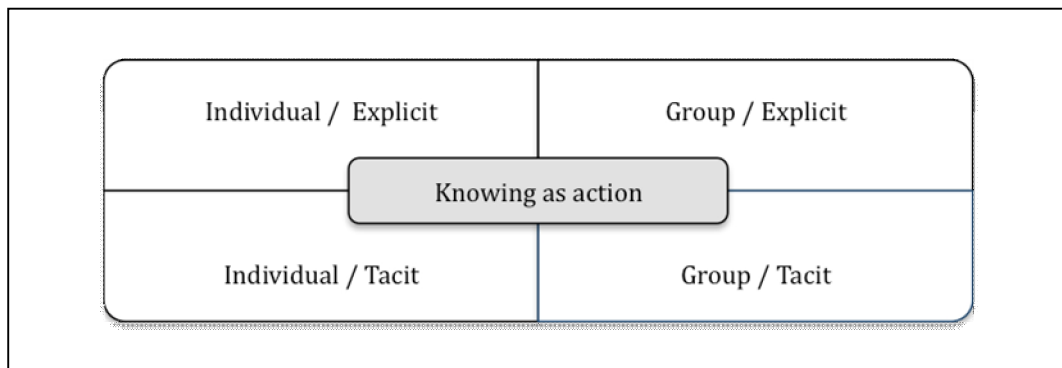 Individual / Explicit
Group / Explicit
Knowing as action
Individual / Tacit
Group / Tacit